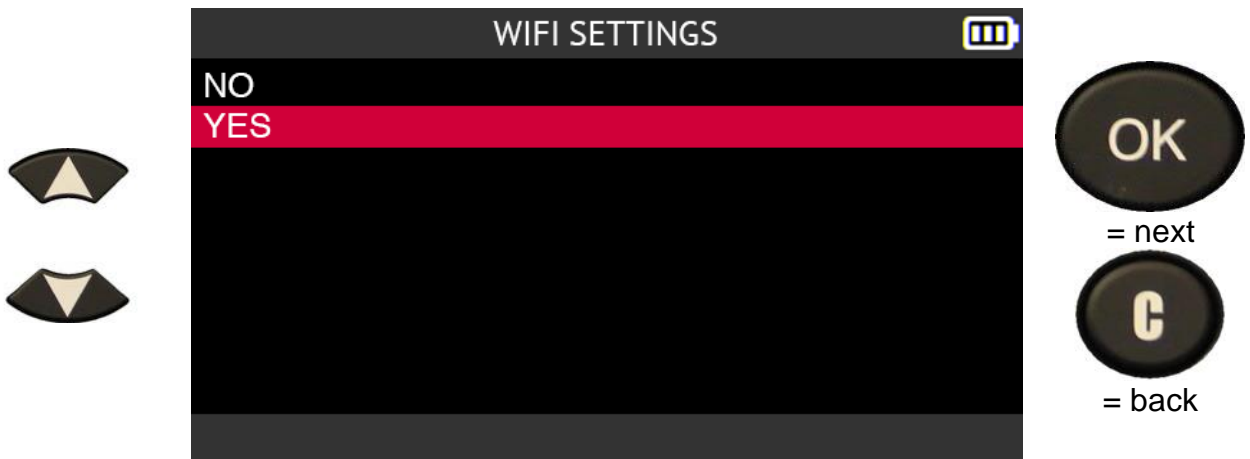 WIFI SETTINGS
NO
YES
OK
= next
C
= back